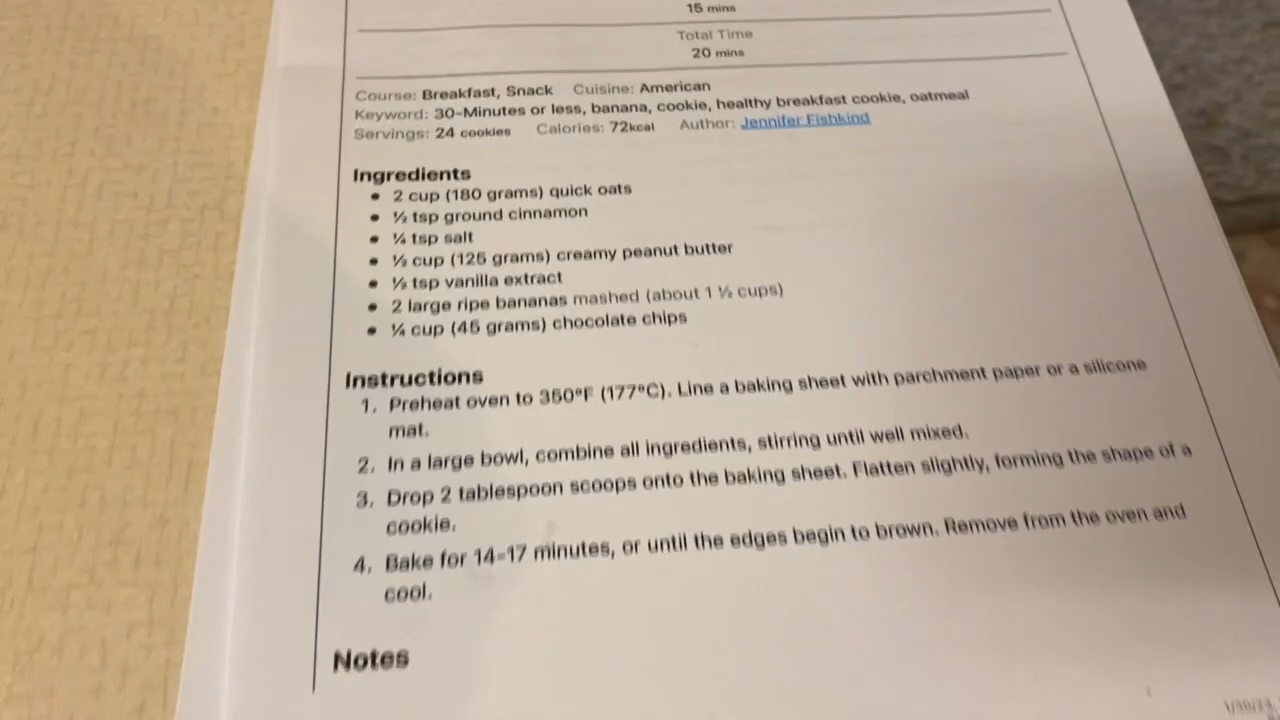 15 mins
Total Time
20 mins
Course: Breakfast, Snack Cuisine: American
Keyword: 30-Minutes or less, banana, cookie, healthy breakfast cookie, oatmeal
Servings: 24 cookies Calories: 72kcal Author: Jennifer Fishkind
Ingredients
• 2 cup (180 grams) quick oats
• ½ tsp ground cinnamon
• ¼ tsp salt
• ½ cup (125 grams) creamy peanut butter
• ½ tsp vanilla extract
• 2 large ripe bananas mashed (about 1 ½ cups)
• ¼ cup (45 grams) chocolate chips
Instructions
1. Preheat oven to 350°F (177°C). Line a baking sheet with parchment paper or a silicone
mat.
2. In a large bowl, combine all ingredients, stirring until well mixed.
3. Drop 2 tablespoon scoops onto the baking sheet. Flatten slightly, forming the shape of a
cookie.
4. Bake for 14-17 minutes, or until the edges begin to brown. Remove from the oven and
cool.
Notes